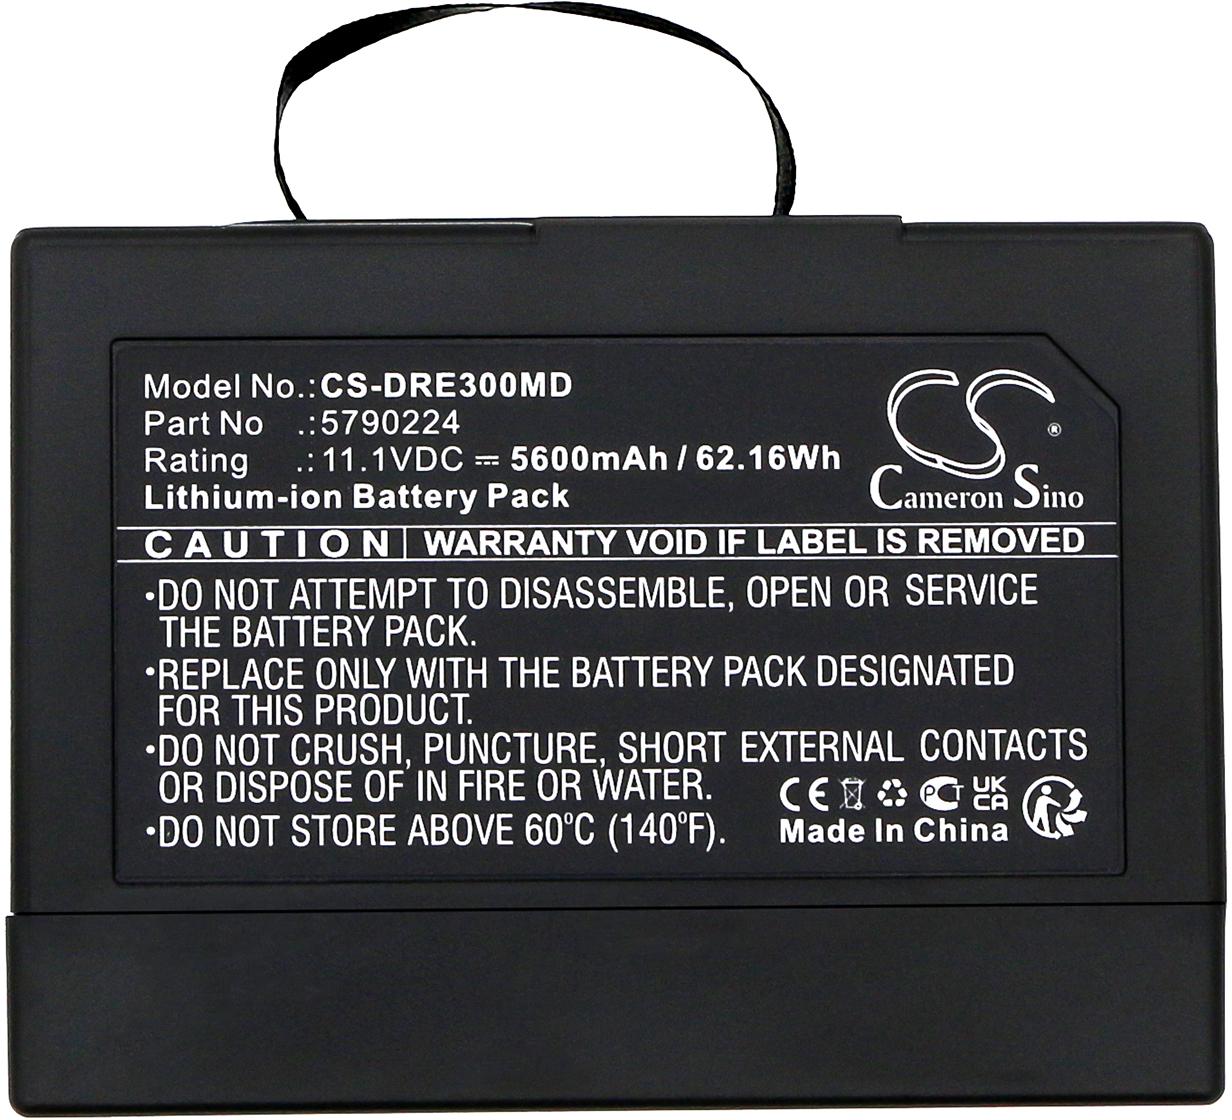 Model No.:CS-DRE300MD
Part No .:5790224
Rating .:11.1VDC ⎓ 5600mAh / 62.16Wh
Lithium-ion Battery Pack
CS ®
Cameron Sino
CAUTION | WARRANTY VOID IF LABEL IS REMOVED
•DO NOT ATTEMPT TO DISASSEMBLE, OPEN OR SERVICE
THE BATTERY PACK.
•REPLACE ONLY WITH THE BATTERY PACK DESIGNATED
FOR THIS PRODUCT.
•DO NOT CRUSH, PUNCTURE, SHORT EXTERNAL CONTACTS
OR DISPOSE OF IN FIRE OR WATER.
CE PCT UK
CA
•DO NOT STORE ABOVE 60°C (140°F).
Made In China